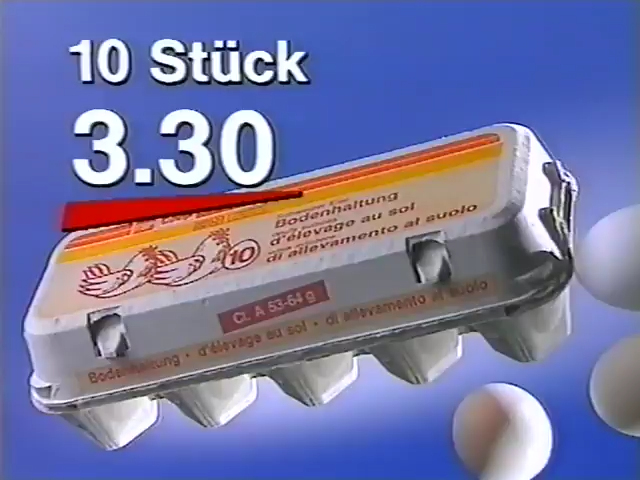 10 Stück
3.30
Bodenhaltung
d'élevage au sol
di allevamento al suolo
10
Cl. A 53-64 g
Bodenhaltung • d'élevage au sol • di allevamento al suolo